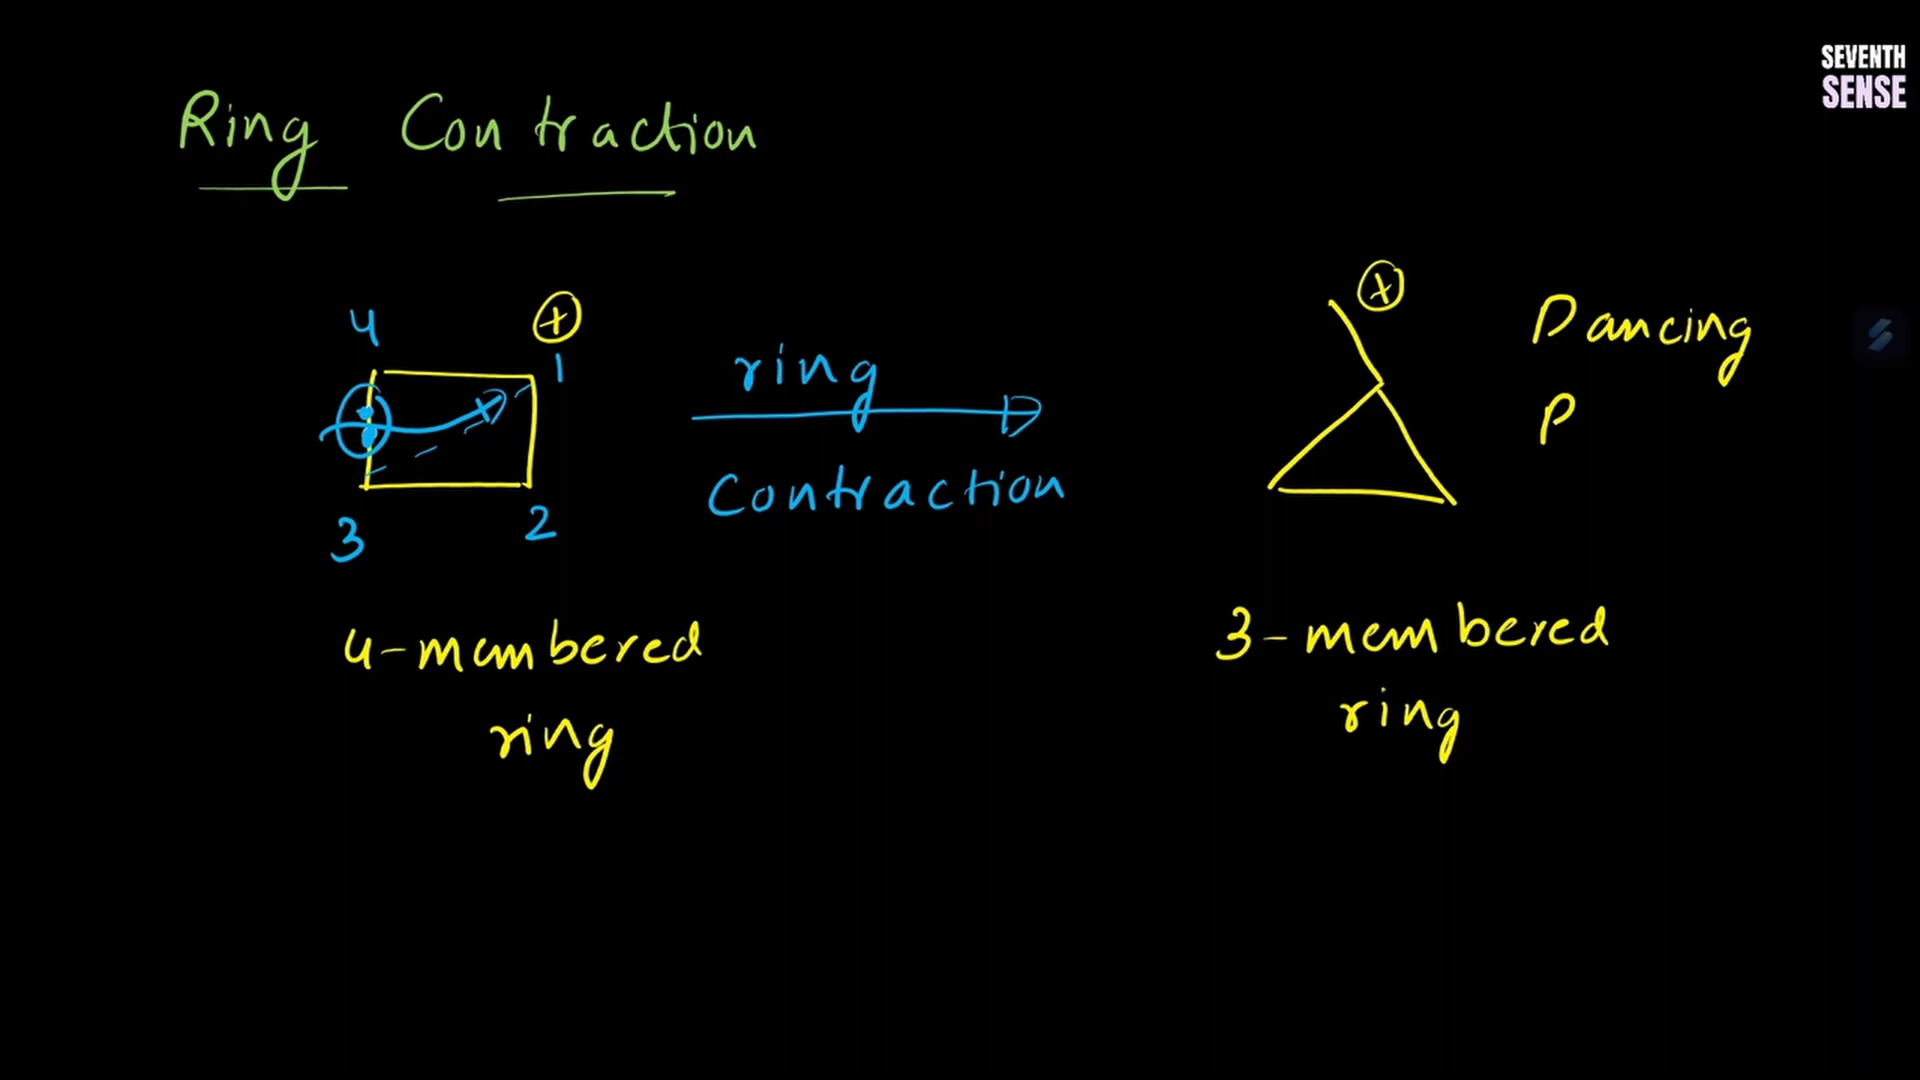 SEVENTH
SENSE
Ring Contraction
4
+
1
3
2
ring
Contraction
+
Dancing
P
4-membered
ring
3-membered
ring